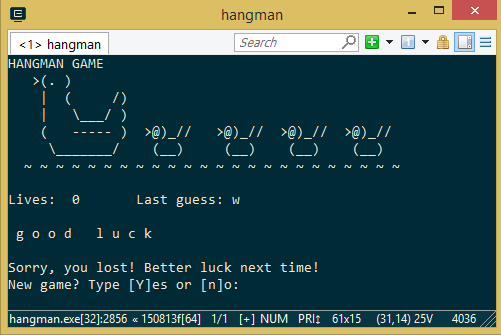 hangman
<1> hangman
Search
HANGMAN GAME
   >(. )
    |  (     /)
    |   \___/ )
    (   ----- )  >@)_//   >@)_//  >@)_//  >@)_//
     \_______/    (__)     (__)    (__)    (__)
  ~ ~ ~ ~ ~ ~ ~ ~ ~ ~ ~ ~ ~ ~ ~ ~ ~ ~ ~ ~ ~ ~ ~ ~
Lives:  0       Last guess: w
 g o o d   l u c k
Sorry, you lost! Better luck next time!
New game? Type [Y]es or [n]o:
hangman.exe[32]:2856 « 150813f[64] 1/1 [+] NUM PRI↕ 61x15 (31,14) 25V 4036